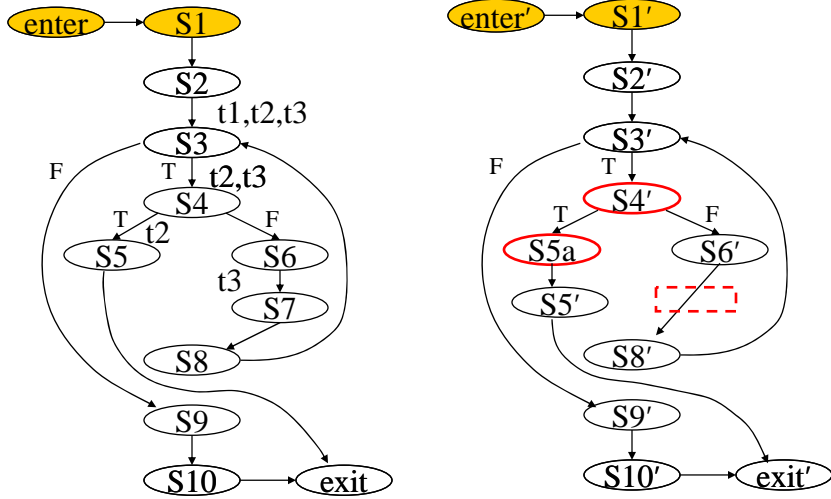 enter
S1
S2
t1,t2,t3
S3
F
T
t2,t3
S4
T
F
t2
S5
S6
t3
S7
S8
S9
S10
exit
enter′
S1′
S2′
S3′
F
T
S4′
T
F
S5a
S6′
S5′
S8′
S9′
S10′
exit′